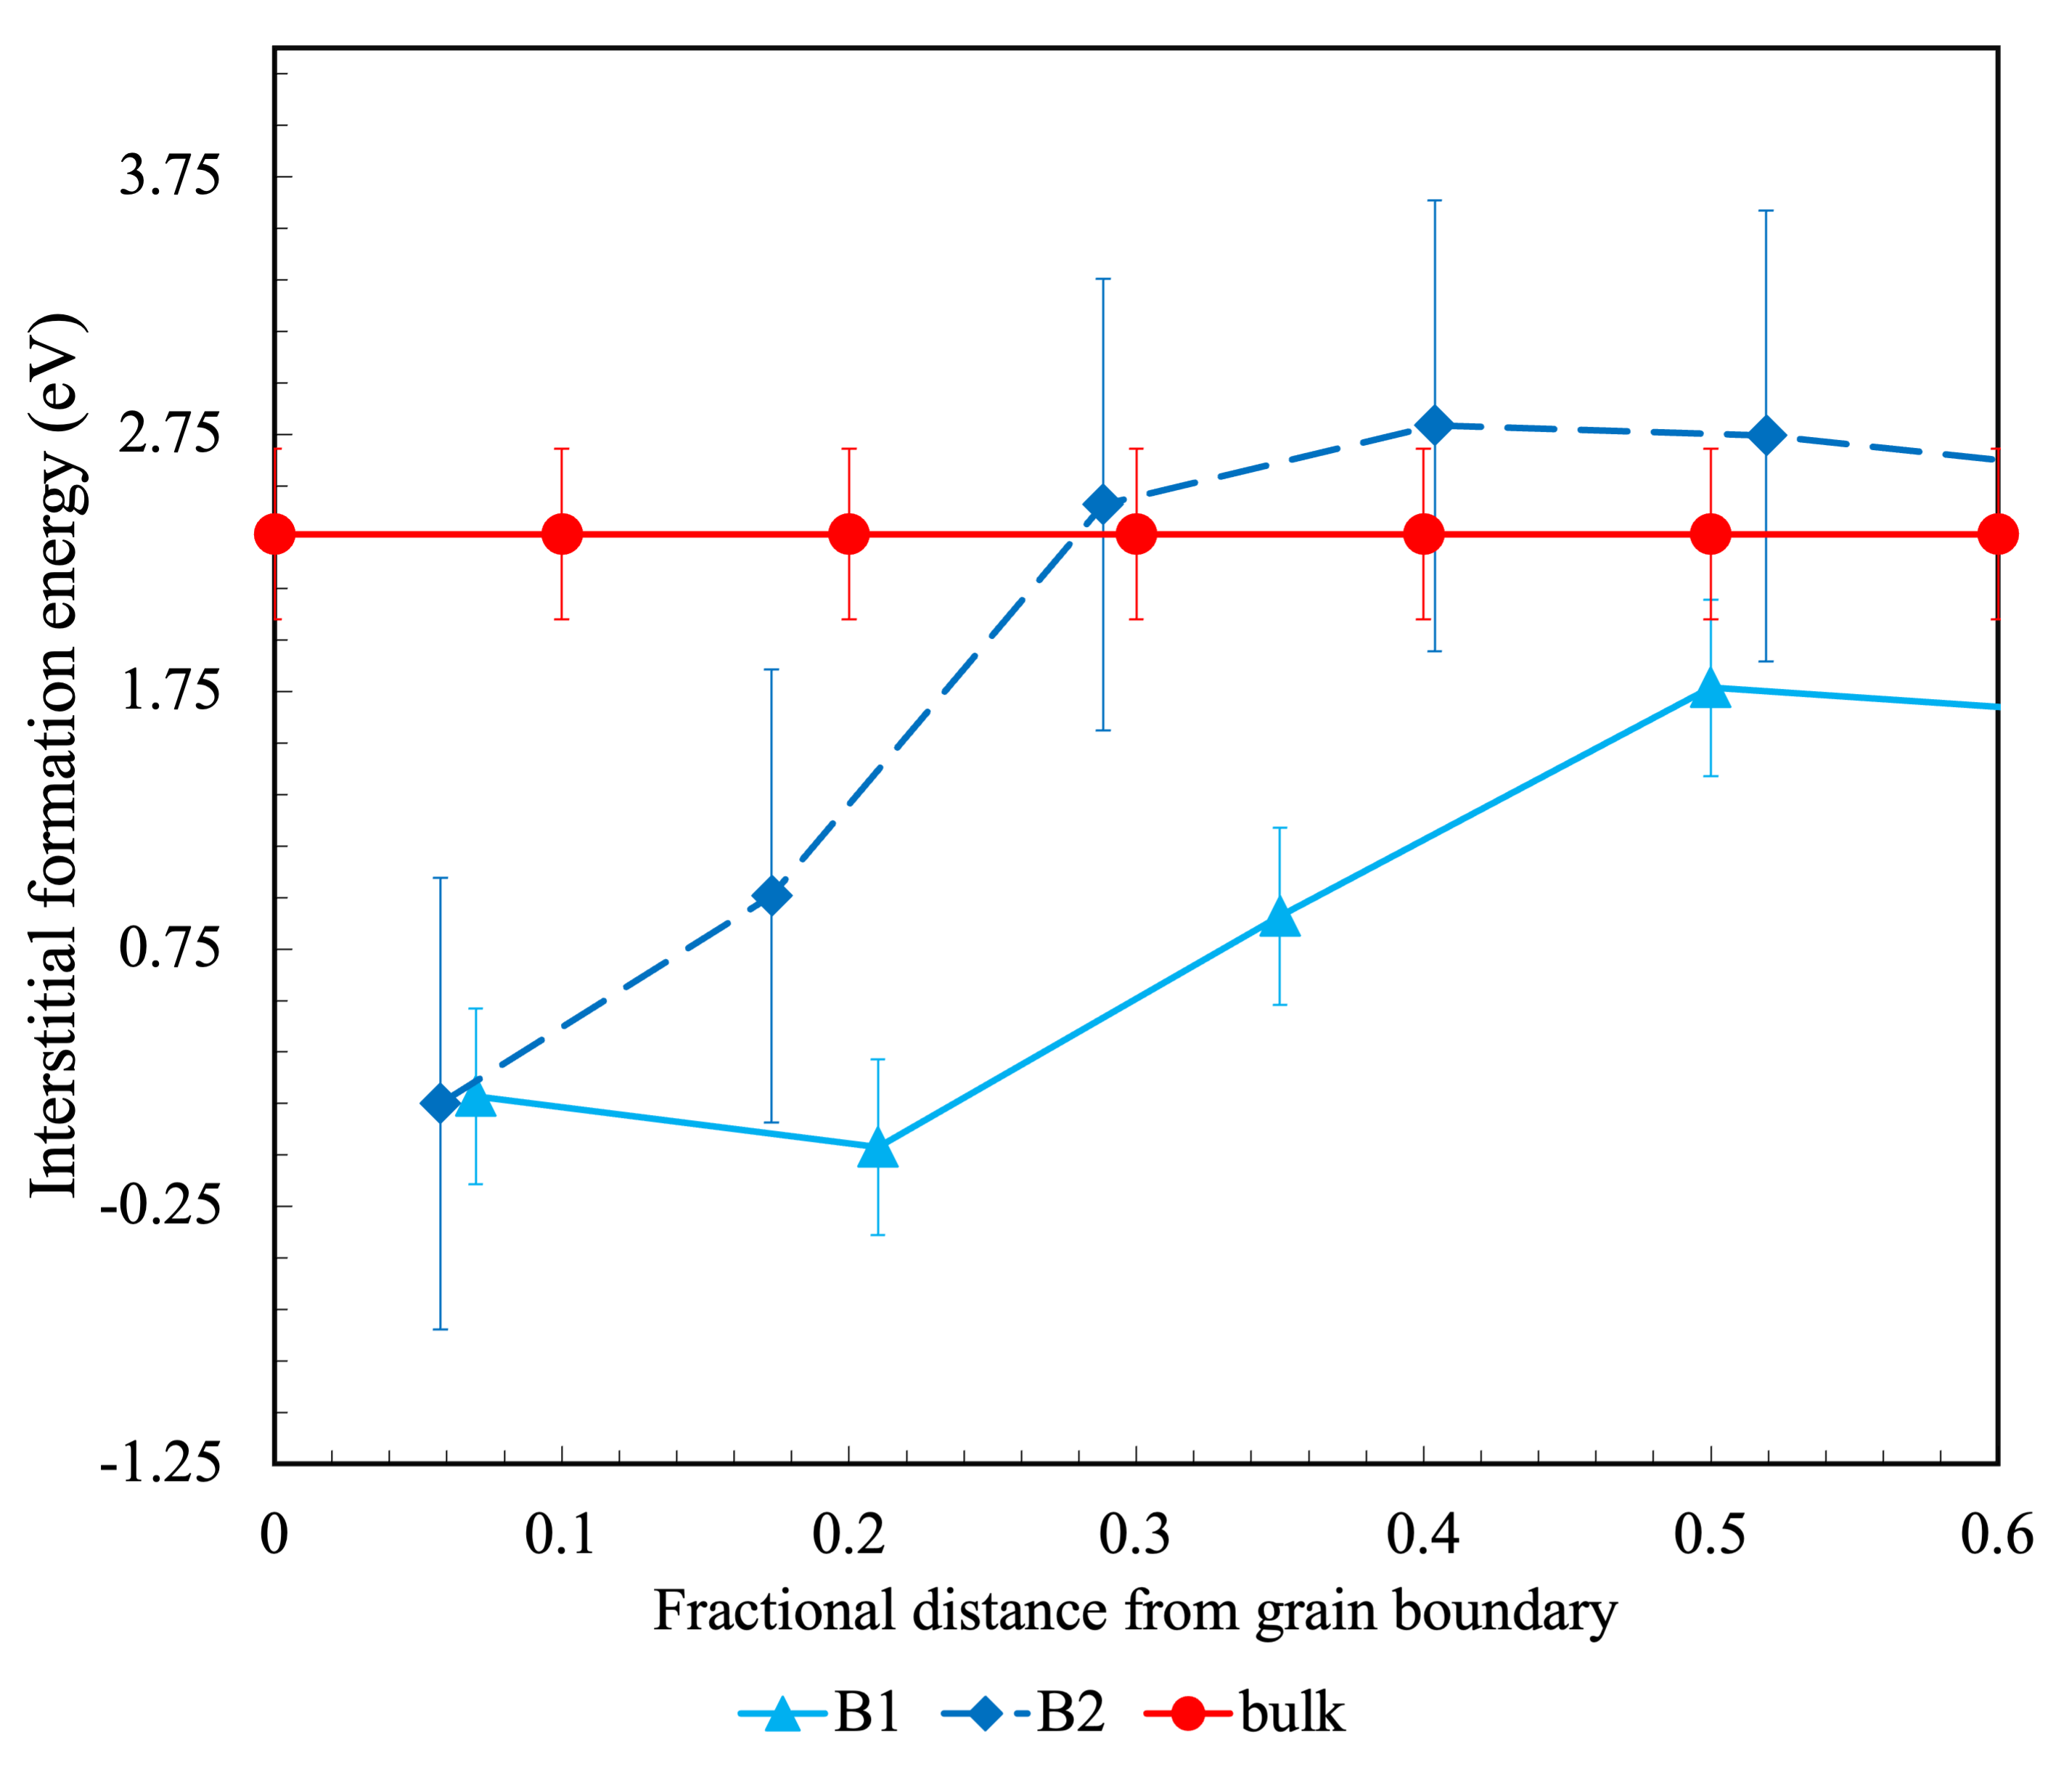 Interstitial formation energy (eV)
3.75
2.75
1.75
0.75
-0.25
-1.25
0 0.1 0.2 0.3 0.4 0.5 0.6
Fractional distance from grain boundary
B1 B2 bulk